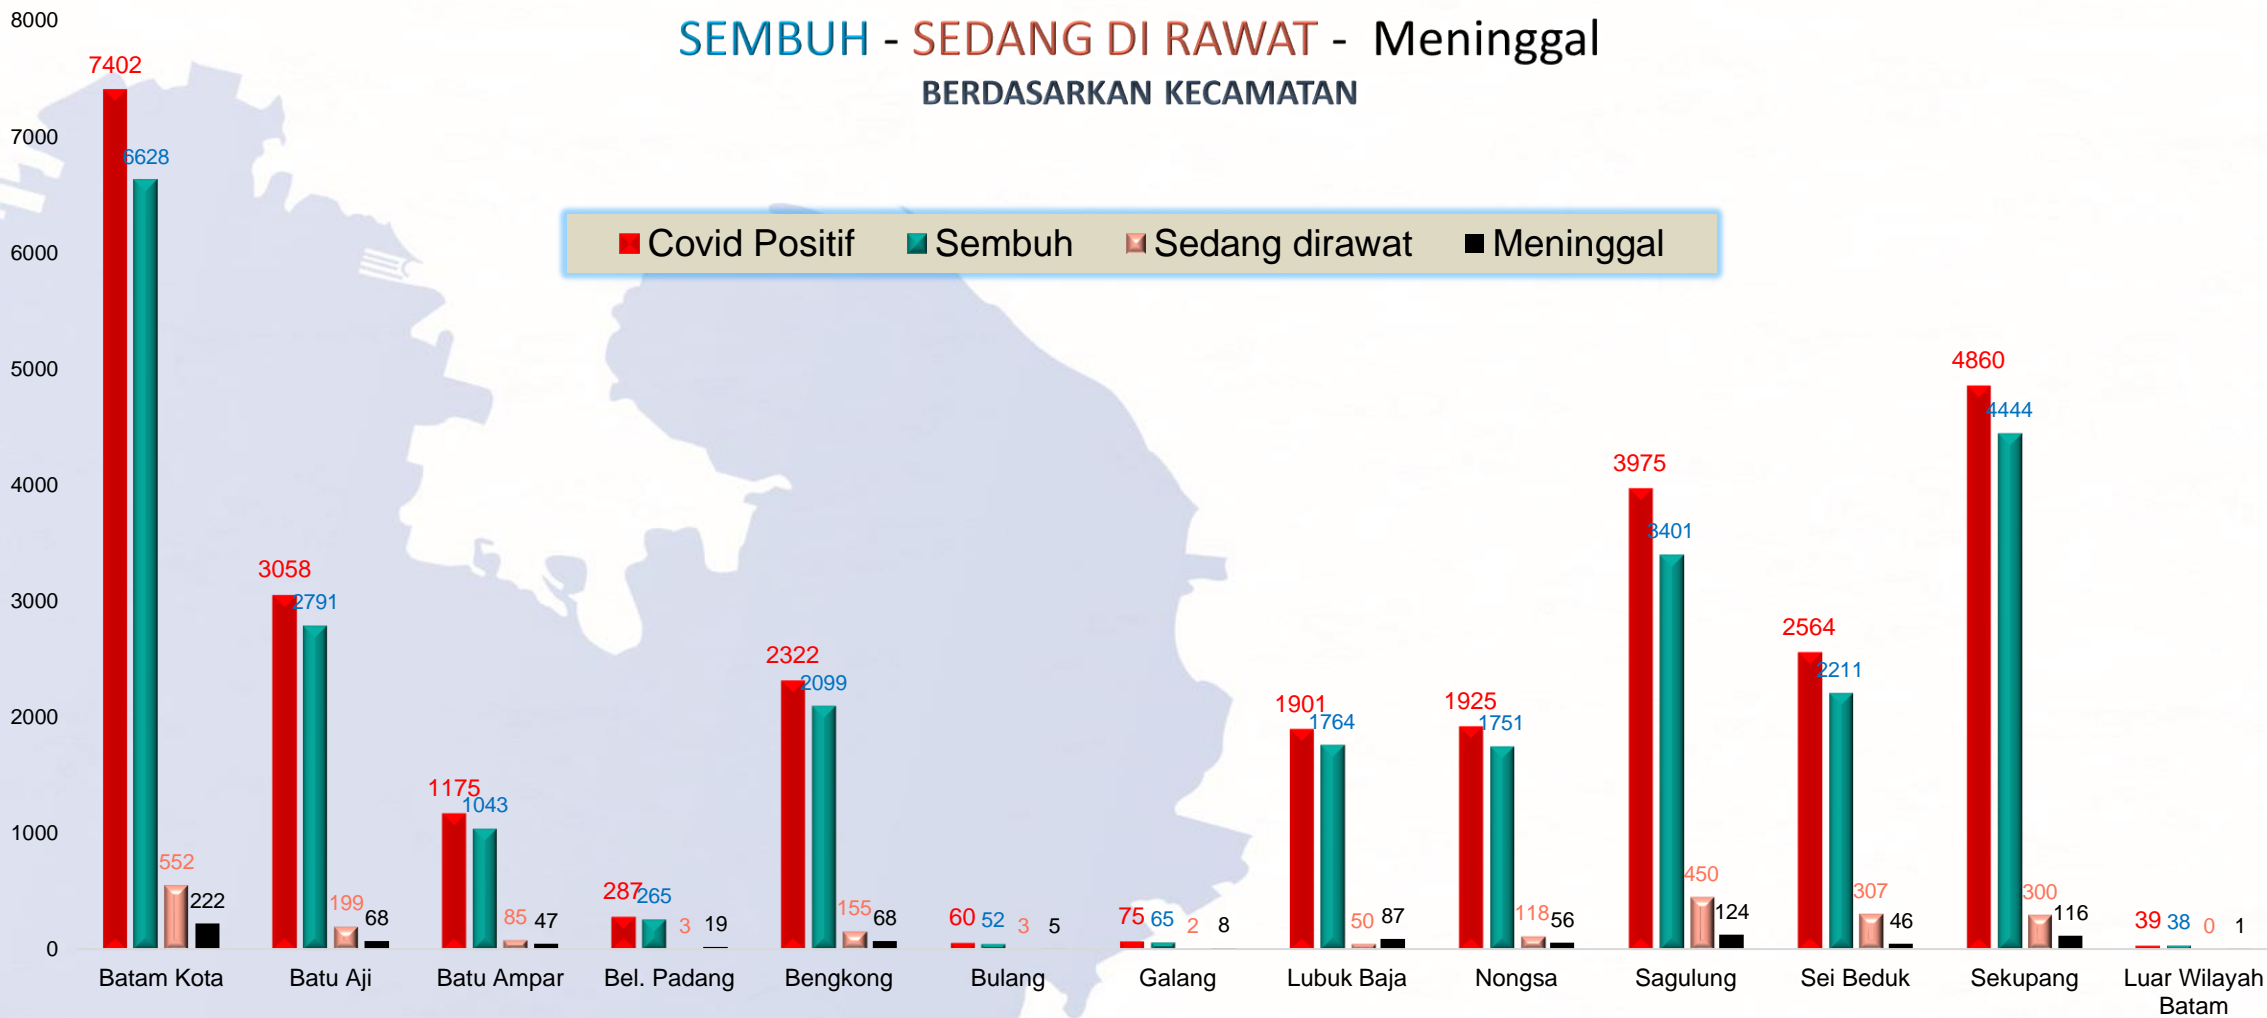 SEMBUH - SEDANG DI RAWAT - Meninggal
BERDASARKAN KECAMATAN
Covid Positif Sembuh Sedang dirawat Meninggal
8000
7000
6000
5000
4000
3000
2000
1000
0
7402 6628 552 222
3058 2791 199 68
1175 1043 85 47
287 265 3 19
2322 2099 155 68
60 52 3 5
75 65 2 8
1901 1764 50 87
1925 1751 118 56
3975 3401 450 124
2564 2211 307 46
4860 4444 300 116
39 38 0 1
Batam Kota Batu Aji Batu Ampar Bel. Padang Bengkong Bulang Galang Lubuk Baja Nongsa Sagulung Sei Beduk Sekupang Luar Wilayah
Batam